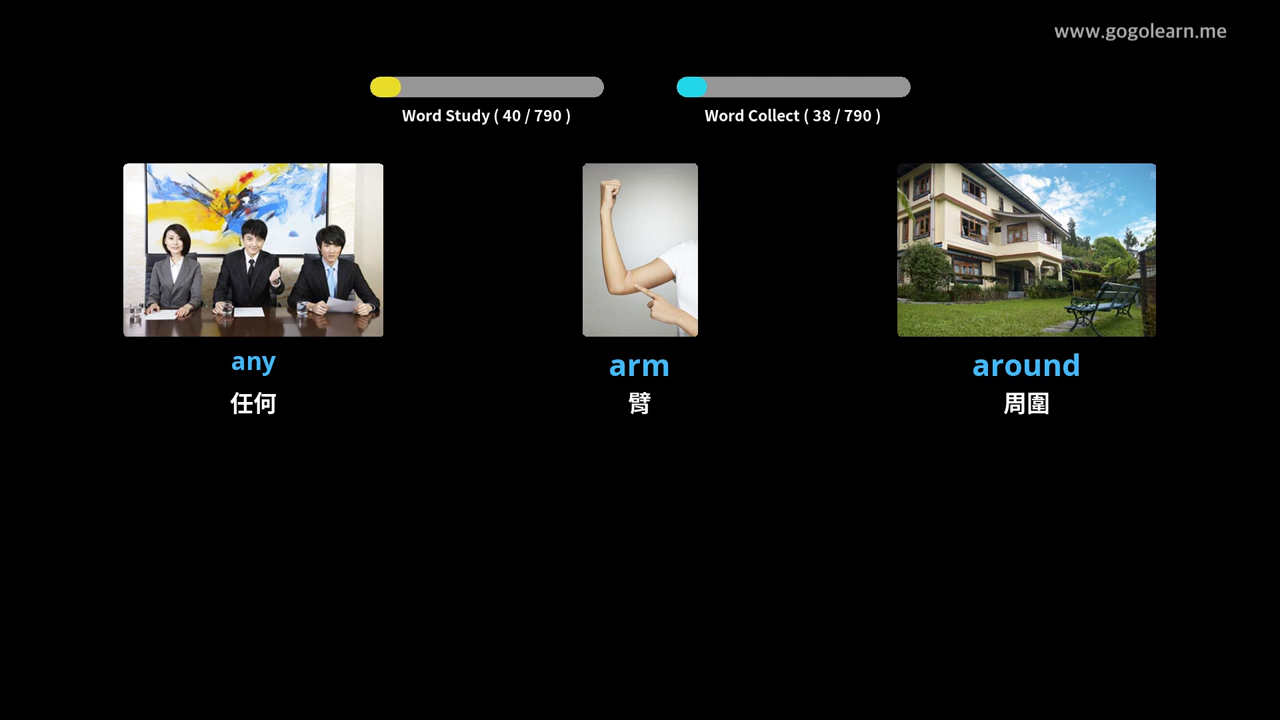 www.gogolearn.me
Word Study ( 40 / 790 )
Word Collect ( 38 / 790 )
any
arm
around
任何
臂
周圍